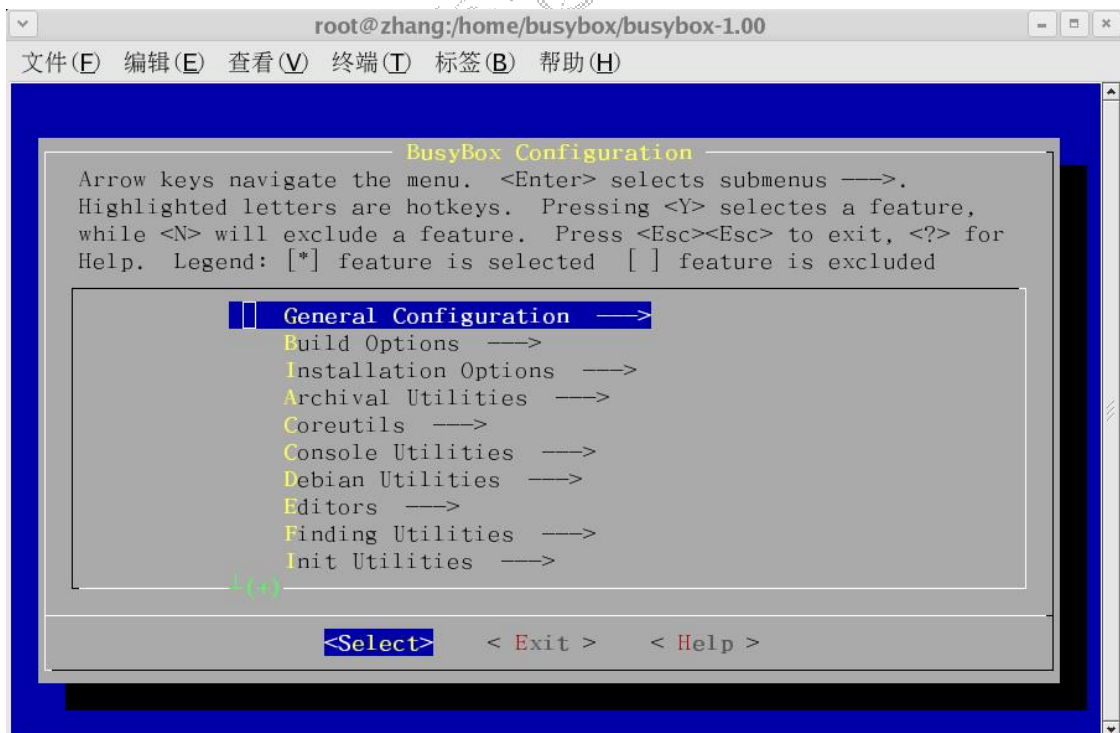 root@zhang:/home/busybox/busybox-1.00
文件(F) 编辑(E) 查看(V) 终端(T) 标签(B) 帮助(H)
BusyBox Configuration
Arrow keys navigate the menu. <Enter> selects submenus --->.
Highlighted letters are hotkeys. Pressing <Y> selectes a feature,
while <N> will exclude a feature. Press <Esc><Esc> to exit, <?> for
Help. Legend: [*] feature is selected [ ] feature is excluded
General Configuration --->
Build Options --->
Installation Options --->
Archival Utilities --->
Coreutils --->
Console Utilities --->
Debian Utilities --->
Editors --->
Finding Utilities --->
Init Utilities --->
┴(+)
<Select> < Exit > < Help >